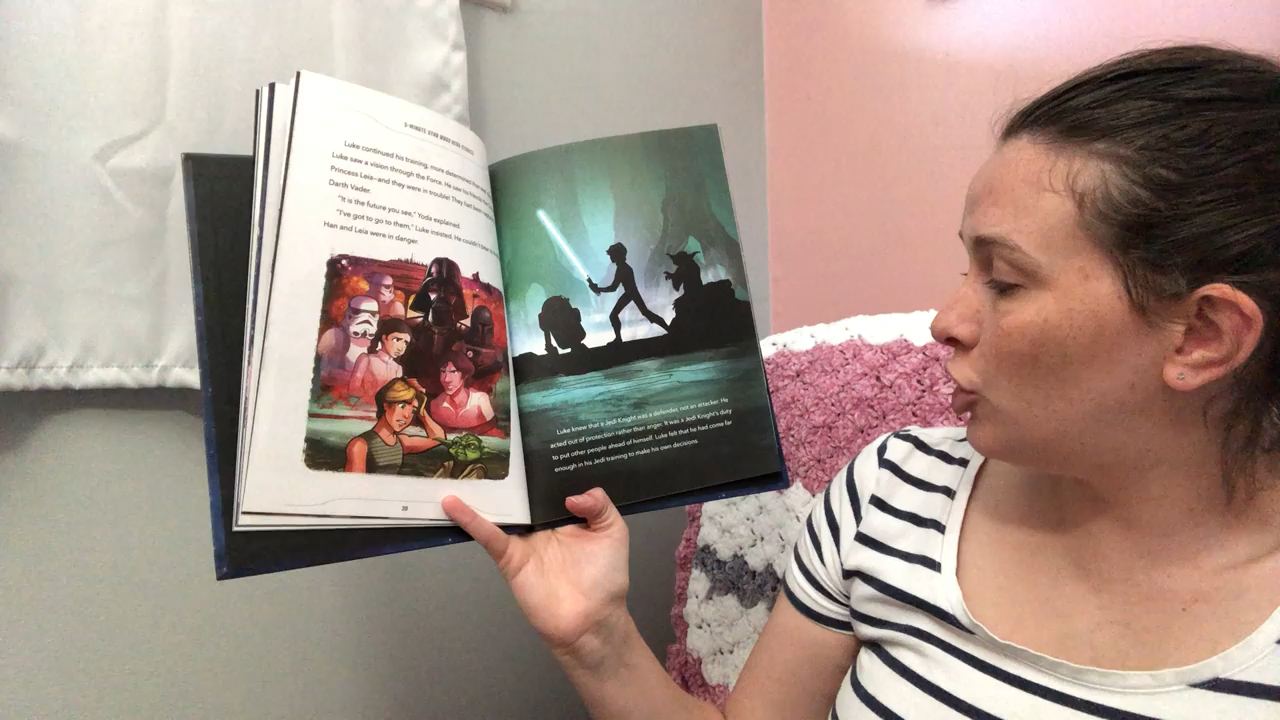 5-MINUTE STAR WARS HERO STORIES
Luke continued his training, more determined than
Luke saw a vision through the Force. He saw his friends
Princess Leia—and they were in trouble! They had been
Darth Vader.
"It is the future you see," Yoda explained.
"I've got to go to them," Luke insisted. He couldn't
Han and Leia were in danger.
Luke knew that a Jedi Knight was a defender, not an attacker. He
acted out of protection rather than anger. It was a Jedi Knight's duty
to put other people ahead of himself. Luke felt that he had come far
enough in his Jedi training to make his own decisions.